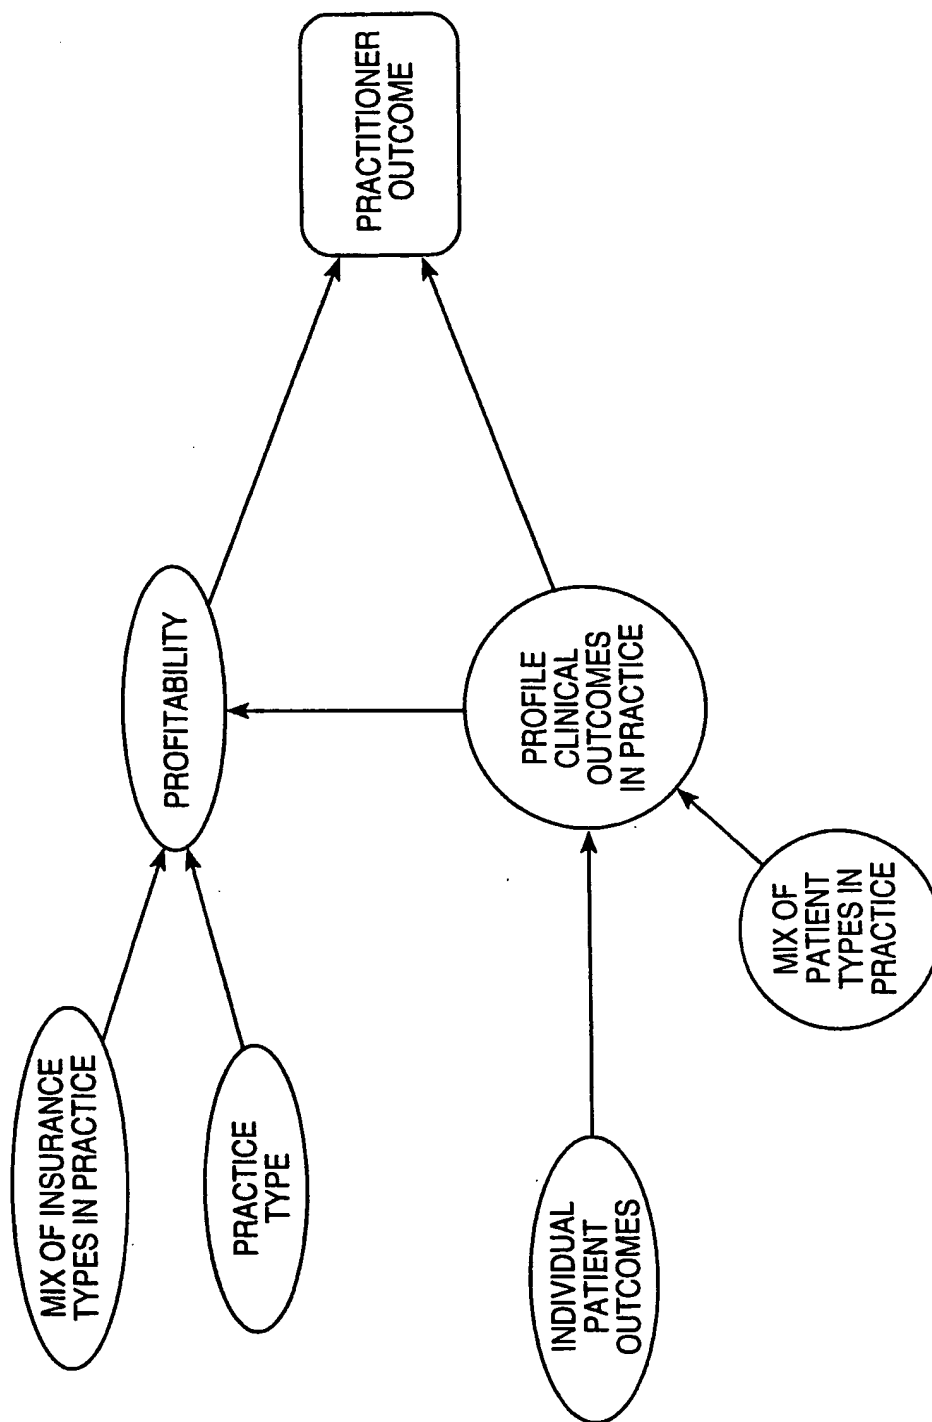 MIX OF INSURANCE
TYPES IN PRACTICE
PRACTICE
TYPE
PROFITABILITY
PRACTITIONER
OUTCOME
INDIVIDUAL
PATIENT
OUTCOMES
PROFILE
CLINICAL
OUTCOMES
IN PRACTICE
MIX OF
PATIENT
TYPES IN
PRACTICE